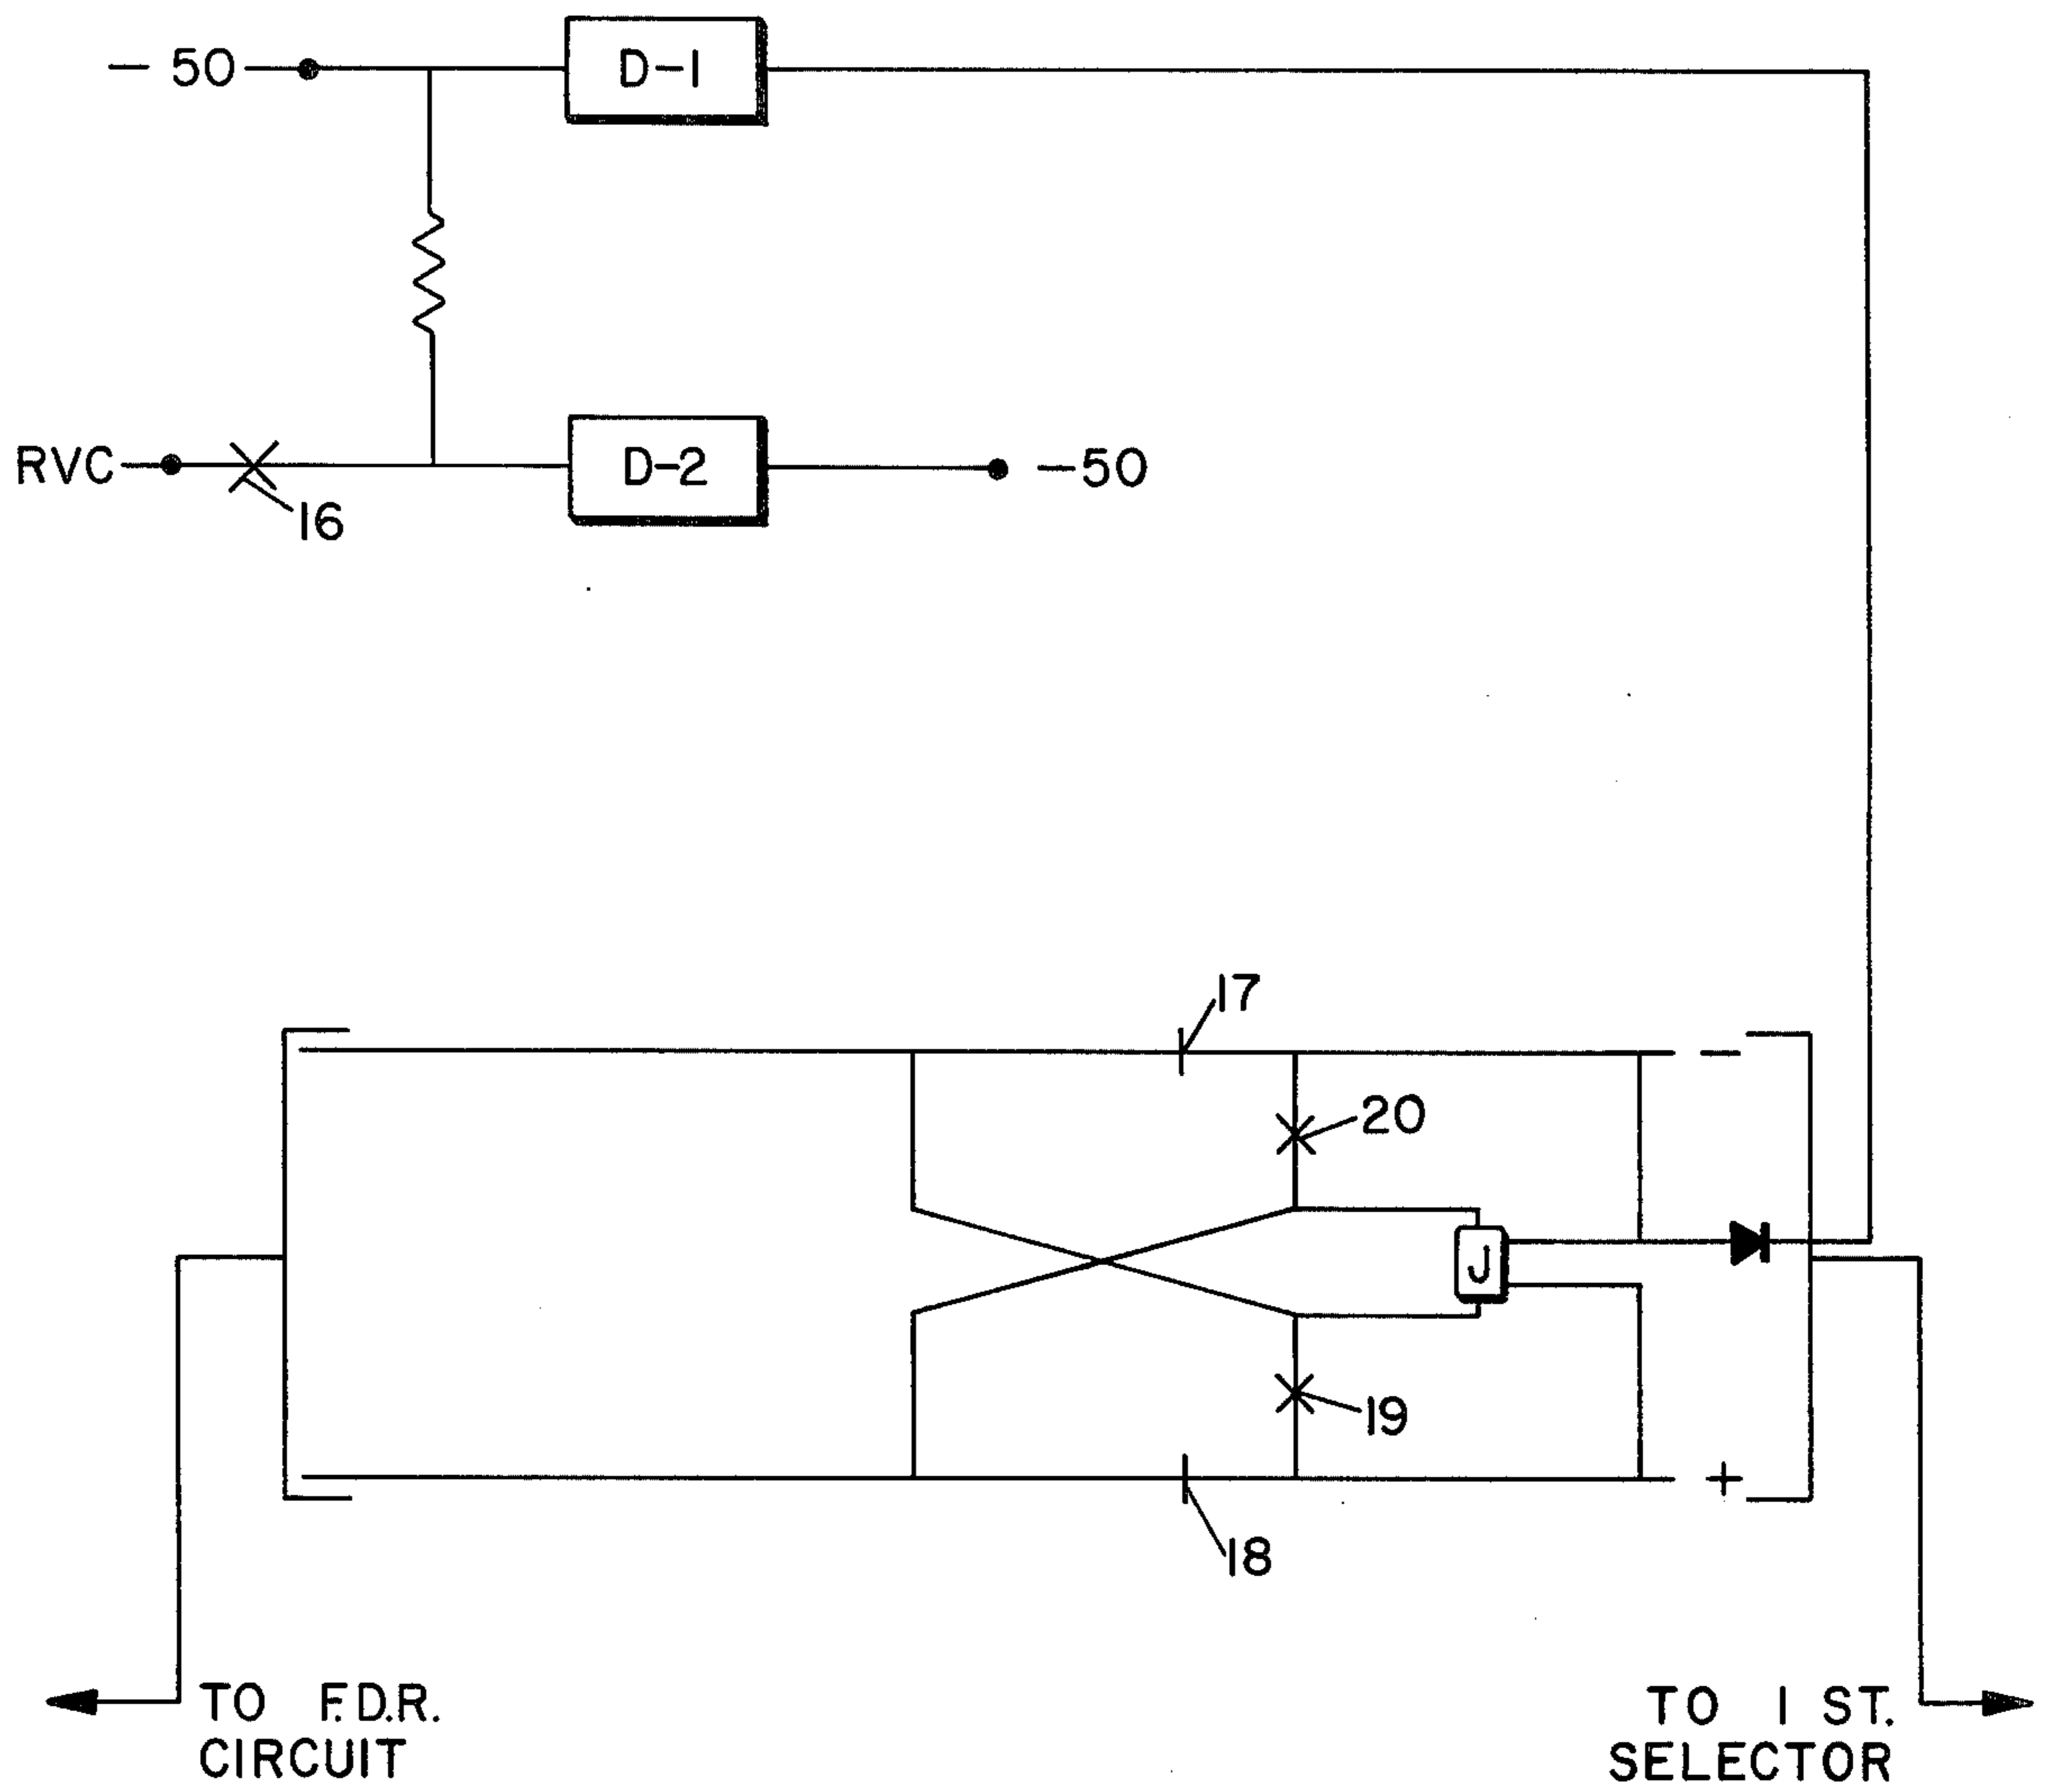 – 50
D-1
RVC
16
D-2
–50
17
–
20
J
19
+
18
TO F.D.R.
CIRCUIT
TO 1 ST.
SELECTOR